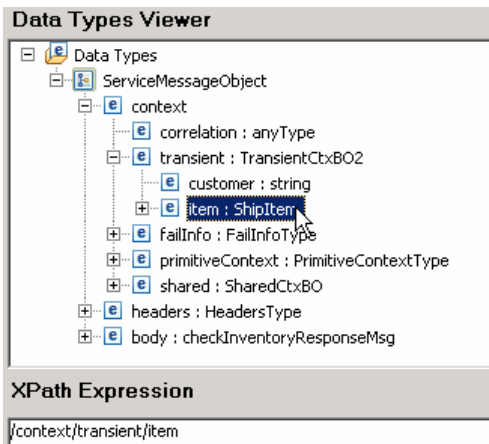 Data Types Viewer
Data Types
ServiceMessageObject
context
correlation : anyType
transient : TransientCtxBO2
customer : string
item : ShipItem
failInfo : FailInfoType
primitiveContext : PrimitiveContextType
shared : SharedCtxBO
headers : HeadersType
body : checkInventoryResponseMsg
XPath Expression
/context/transient/item